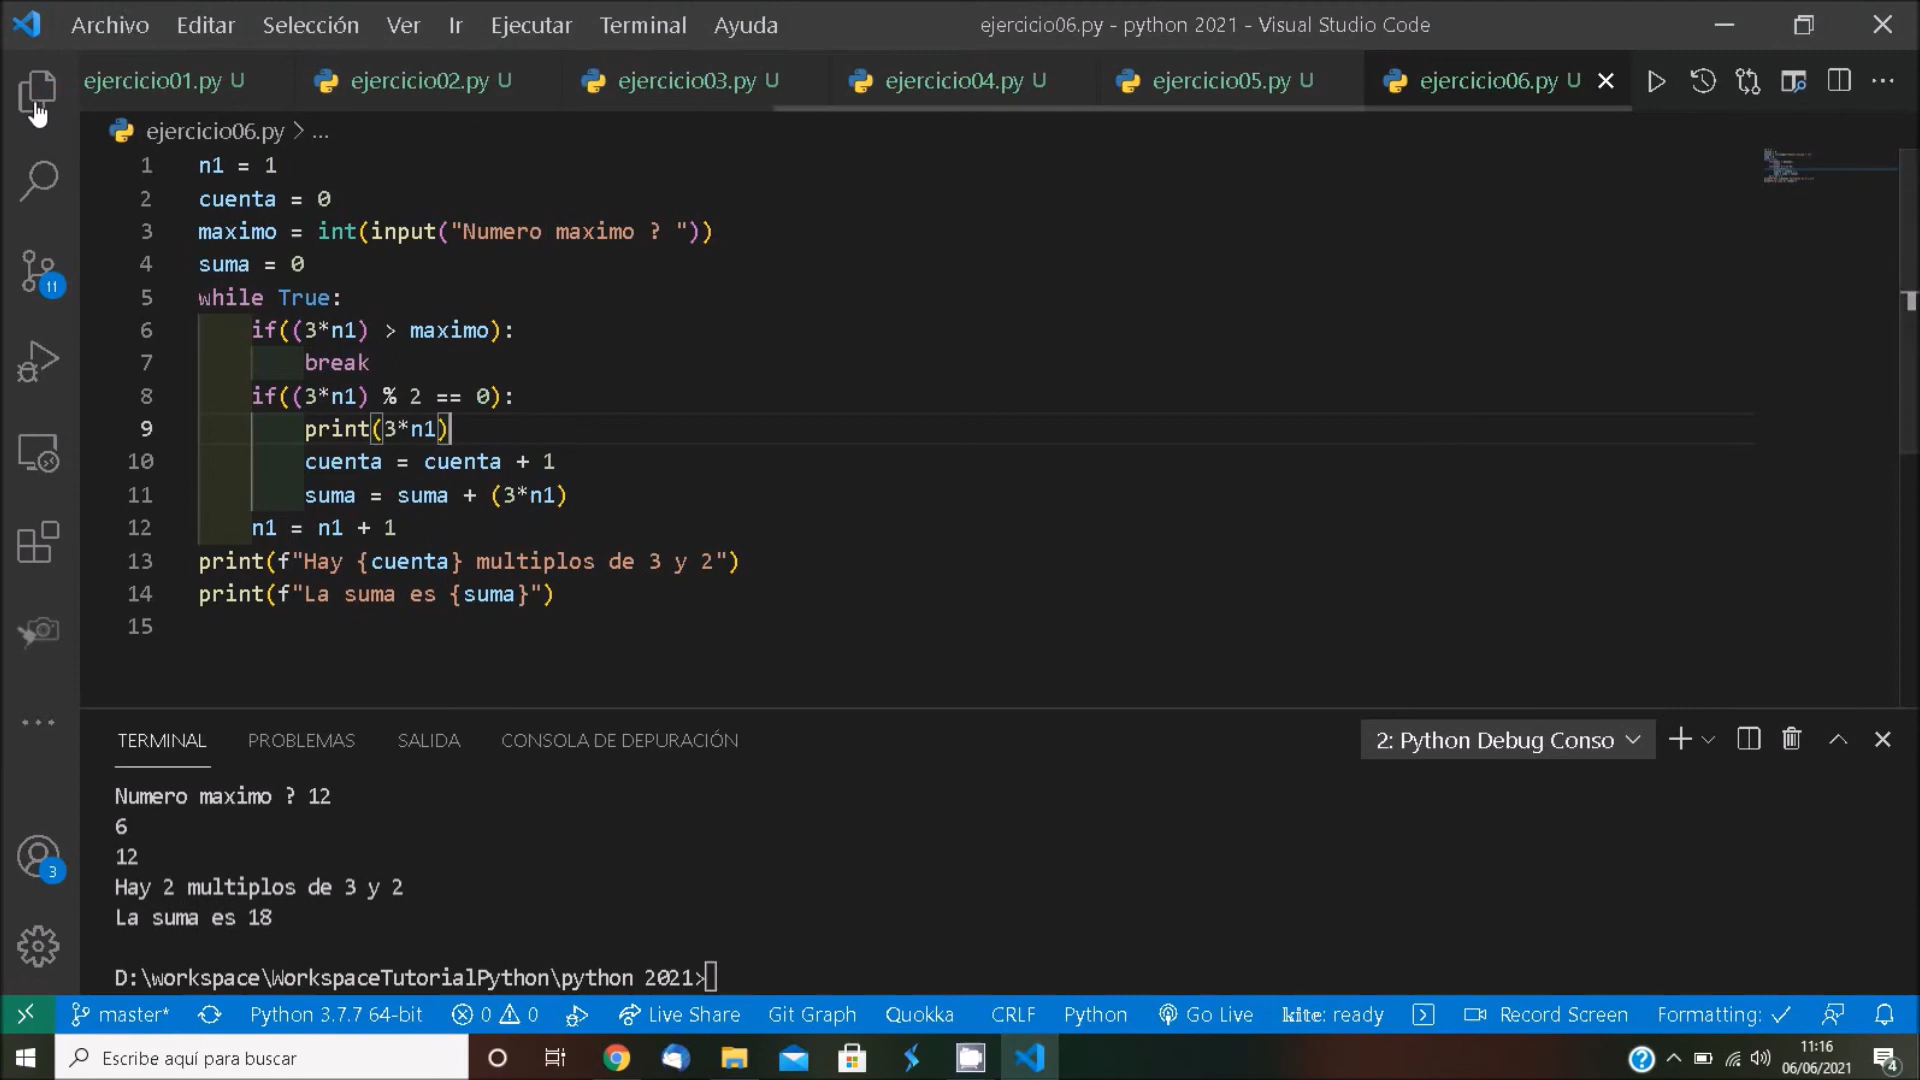 Archivo Editar Selección Ver Ir Ejecutar Terminal Ayuda ejercicio06.py - python 2021 - Visual Studio Code
ejercicio01.py U ejercicio02.py U ejercicio03.py U ejercicio04.py U ejercicio05.py U ejercicio06.py U
ejercicio06.py > ...
1 n1 = 1
2 cuenta = 0
3 maximo = int(input("Numero maximo ? "))
4 suma = 0
5 while True:
6 if((3*n1) > maximo):
7 break
8 if((3*n1) % 2 == 0):
9 print(3*n1)
10 cuenta = cuenta + 1
11 suma = suma + (3*n1)
12 n1 = n1 + 1
13 print(f"Hay {cuenta} multiplos de 3 y 2")
14 print(f"La suma es {suma}")
15
11
3
TERMINAL PROBLEMAS SALIDA CONSOLA DE DEPURACIÓN 2: Python Debug Conso
Numero maximo ? 12
6
12
Hay 2 multiplos de 3 y 2
La suma es 18
D:\workspace\WorkspaceTutorialPython\python 2021>
master* Python 3.7.7 64-bit 0 0 Live Share Git Graph Quokka CRLF Python Go Live kite: ready Record Screen Formatting: ✓
Escribe aquí para buscar
11:16
06/06/2021
4